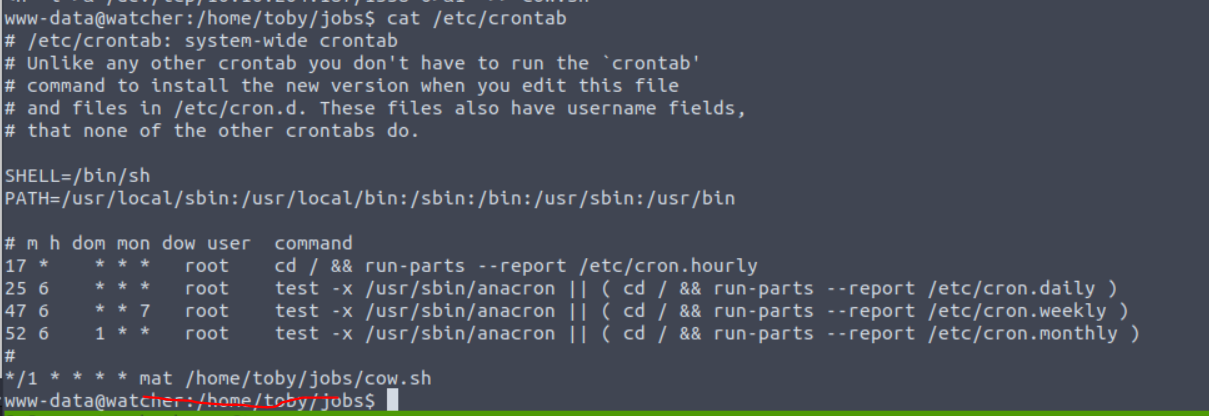 www-data@watcher:/home/toby/jobs$ cat /etc/crontab
# /etc/crontab: system-wide crontab
# Unlike any other crontab you don't have to run the `crontab'
# command to install the new version when you edit this file
# and files in /etc/cron.d. These files also have username fields,
# that none of the other crontabs do.

SHELL=/bin/sh
PATH=/usr/local/sbin:/usr/local/bin:/sbin:/bin:/usr/sbin:/usr/bin

# m h dom mon dow user  command
17 *    * * *   root    cd / && run-parts --report /etc/cron.hourly
25 6    * * *   root    test -x /usr/sbin/anacron || ( cd / && run-parts --report /etc/cron.daily )
47 6    * * 7   root    test -x /usr/sbin/anacron || ( cd / && run-parts --report /etc/cron.weekly )
52 6    1 * *   root    test -x /usr/sbin/anacron || ( cd / && run-parts --report /etc/cron.monthly )
#
*/1 * * * * mat /home/toby/jobs/cow.sh
www-data@watcher:/home/toby/jobs$